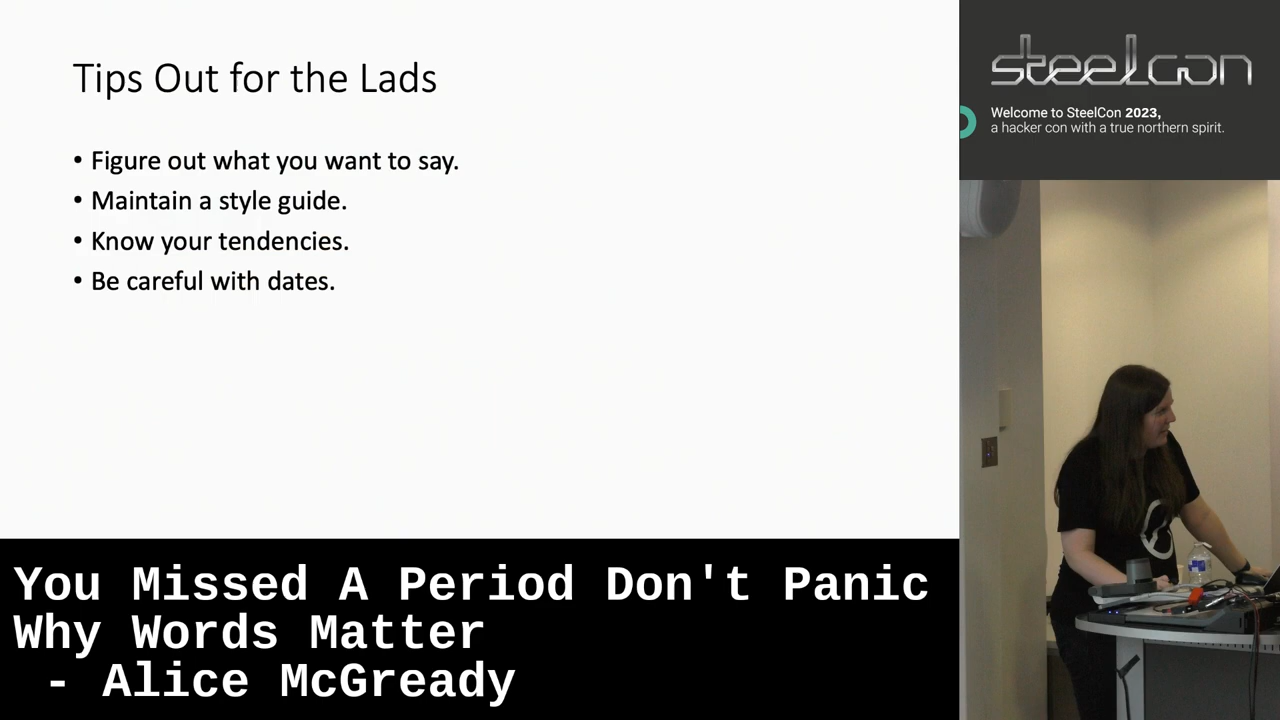 Tips Out for the Lads
• Figure out what you want to say.
• Maintain a style guide.
• Know your tendencies.
• Be careful with dates.
steelcon
Welcome to SteelCon 2023,
a hacker con with a true northern spirit.
You Missed A Period Don't Panic
Why Words Matter
- Alice McGready